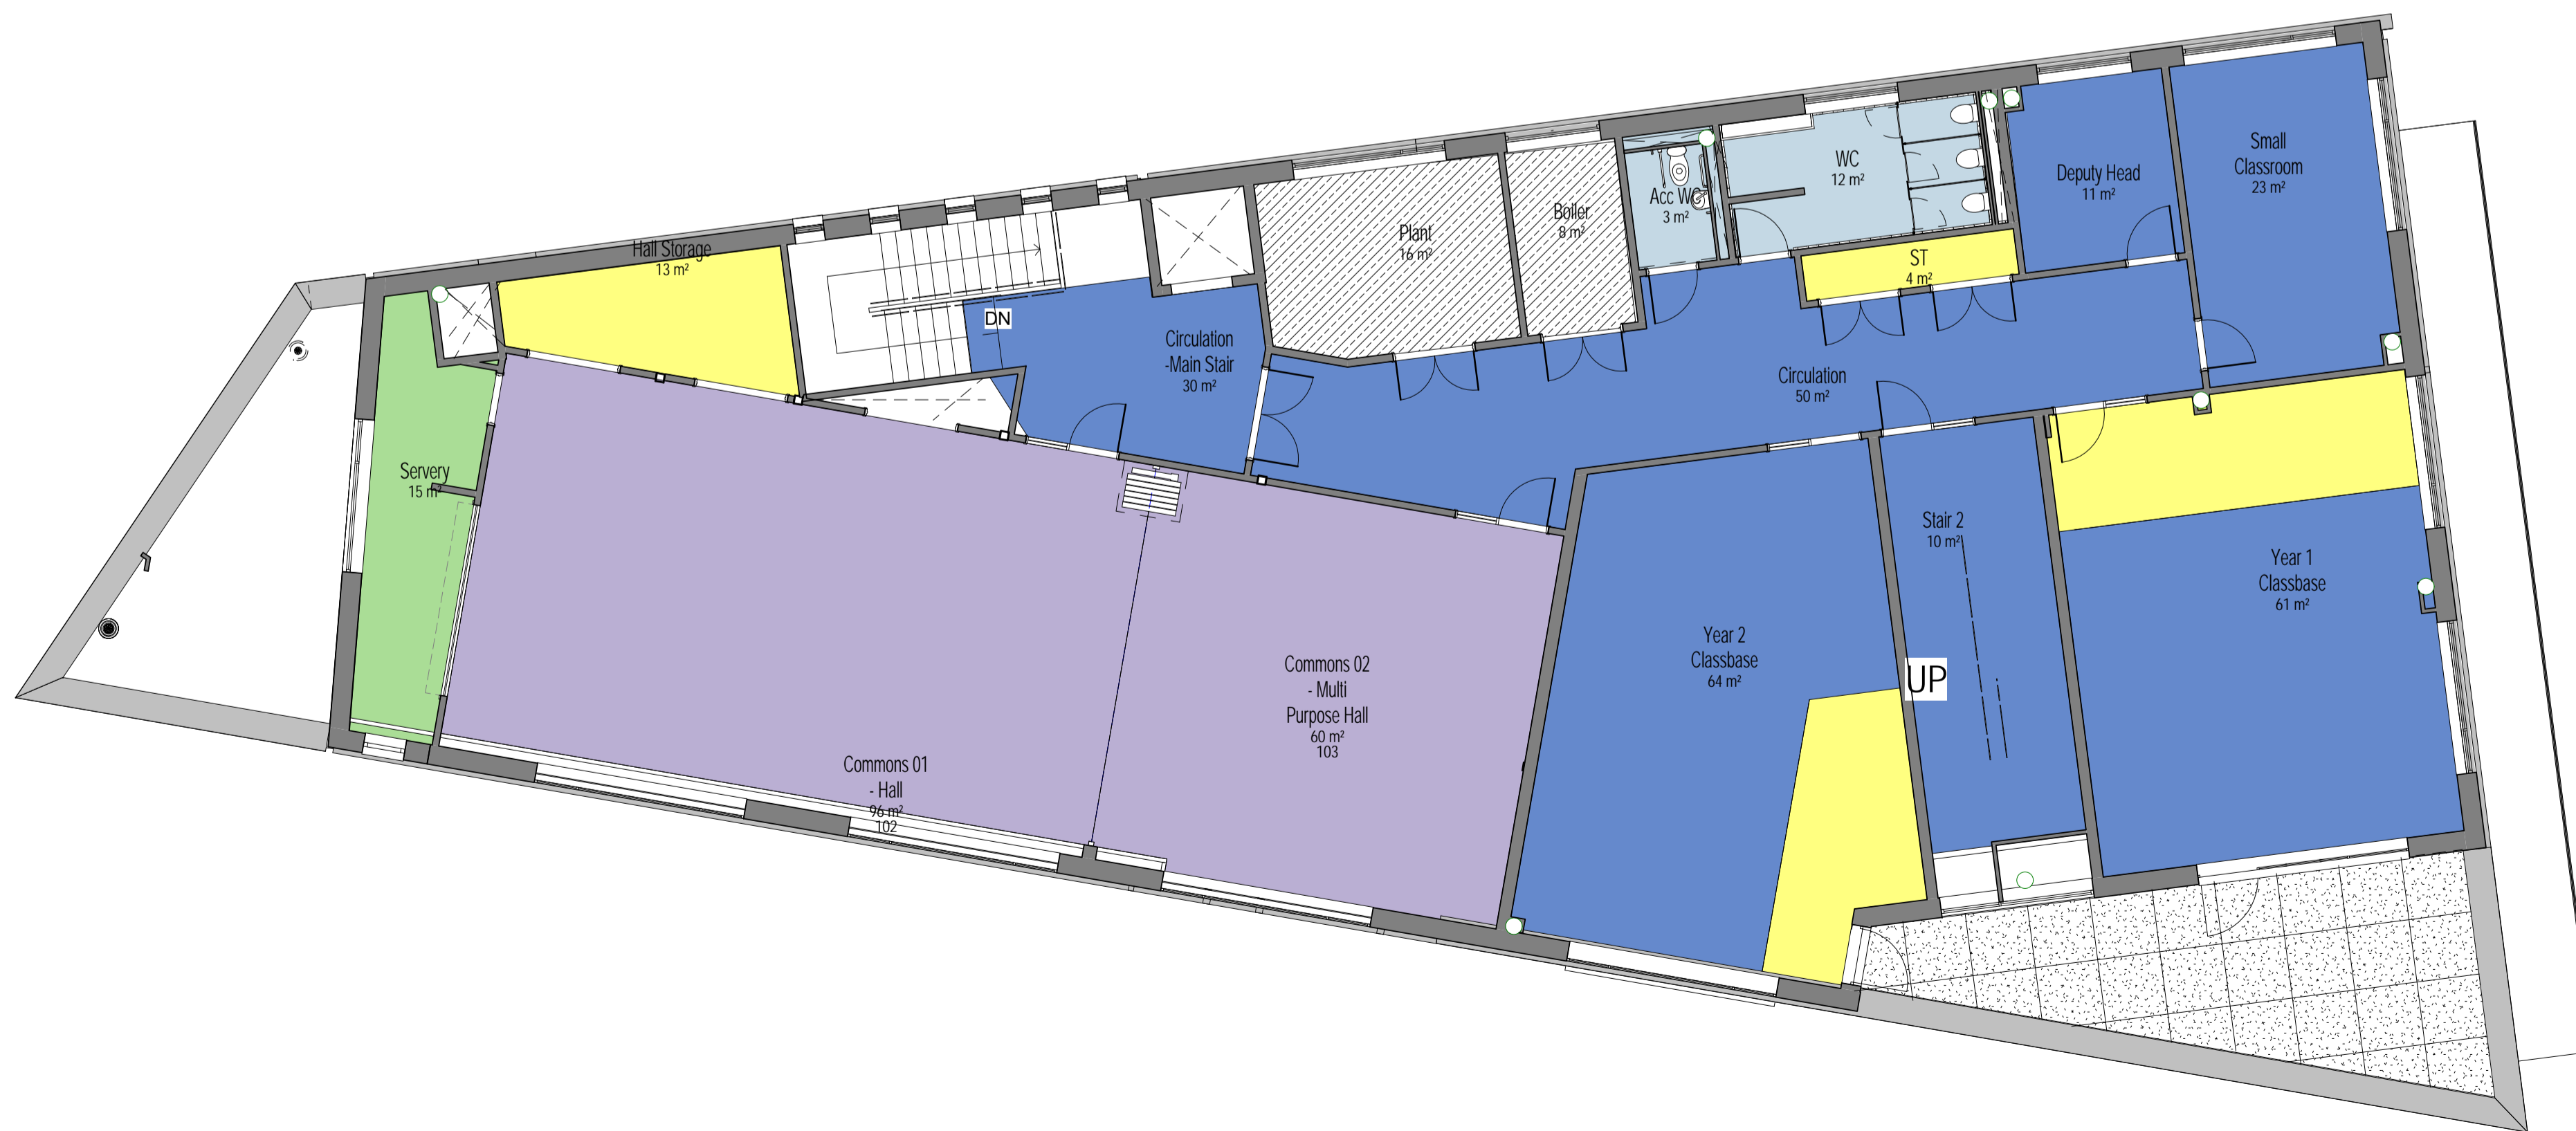 Hall Storage
13 m²
Servery
15 m²
DN
Circulation
-Main Stair
30 m²
Plant
16 m²
Boiler
8 m²
Acc WC
3 m²
WC
12 m²
ST
4 m²
Deputy Head
11 m²
Small
Classroom
23 m²
Circulation
50 m²
Commons 01
- Hall
96 m²
102
Commons 02
- Multi
Purpose Hall
60 m²
103
Year 2
Classbase
64 m²
Stair 2
10 m²
UP
Year 1
Classbase
61 m²